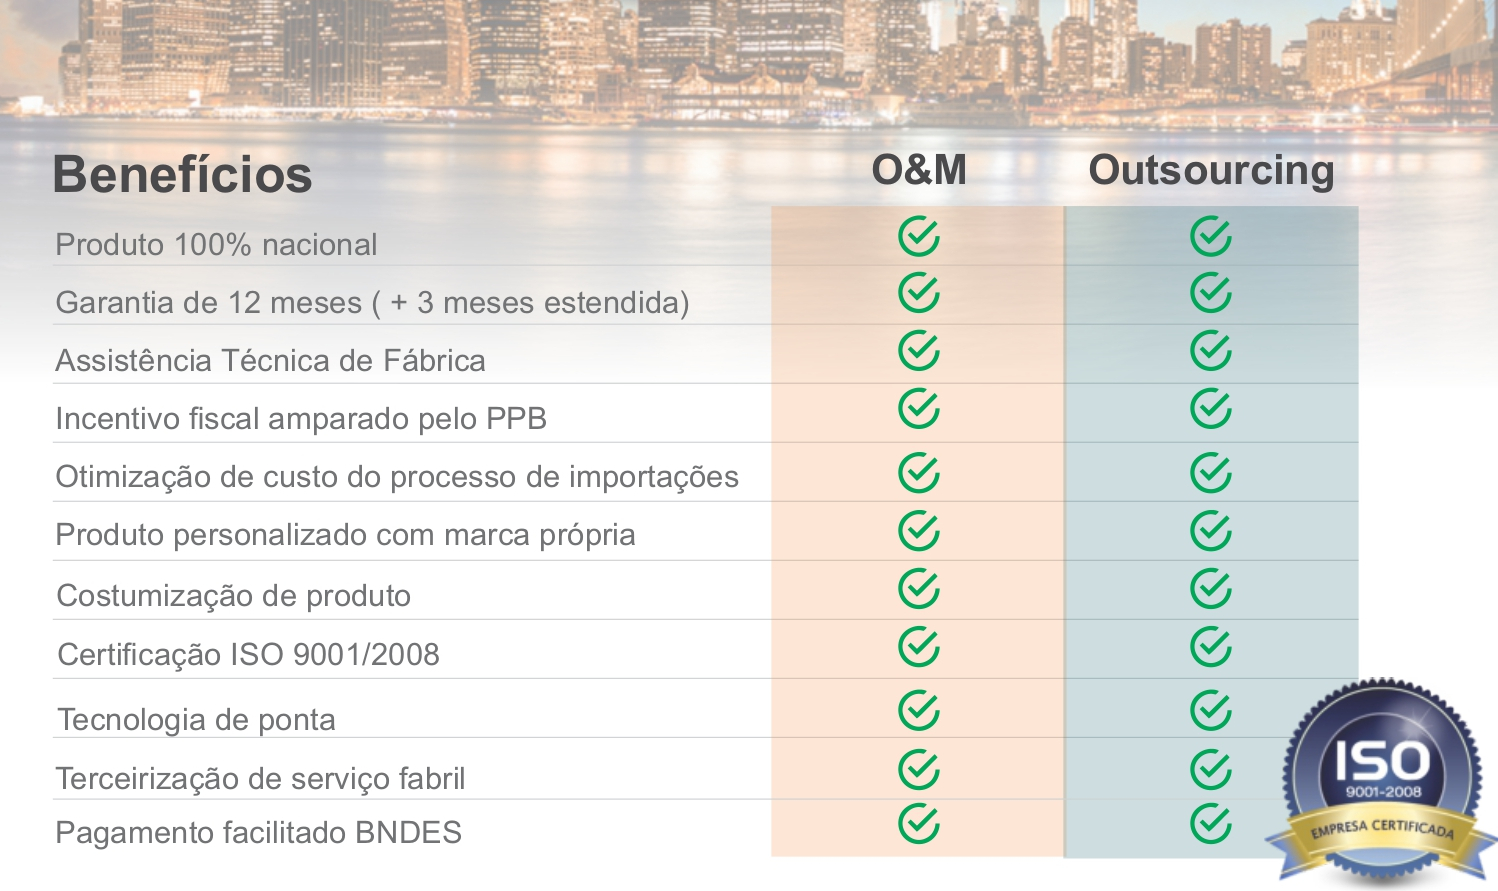 Benefícios O&M Outsourcing
Produto 100% nacional
Garantia de 12 meses ( + 3 meses estendida)
Assistência Técnica de Fábrica
Incentivo fiscal amparado pelo PPB
Otimização de custo do processo de importações
Produto personalizado com marca própria
Costumização de produto
Certificação ISO 9001/2008
Tecnologia de ponta
Terceirização de serviço fabril
Pagamento facilitado BNDES
ISO
9001-2008
EMPRESA CERTIFICADA